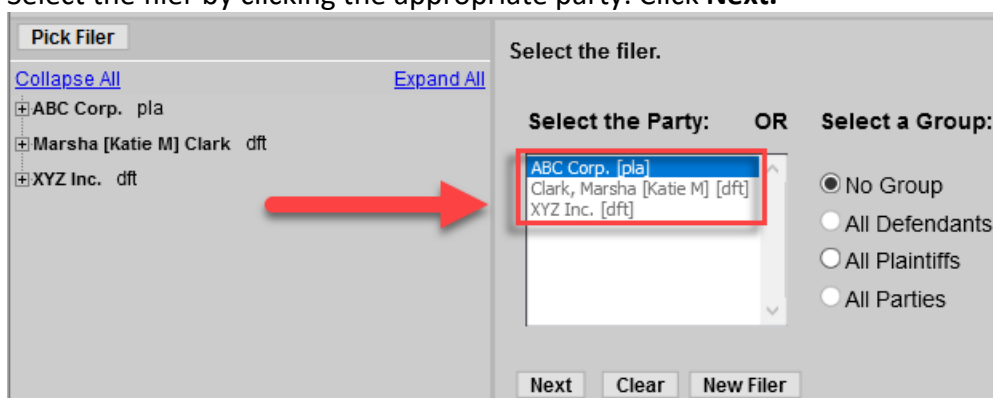 Select the filer by clicking the appropriate party. Click Next.
Pick Filer
Collapse All Expand All
ABC Corp. pla
Marsha [Katie M] Clark dft
XYZ Inc. dft
Select the filer.
Select the Party: OR Select a Group:
ABC Corp. [pla]
Clark, Marsha [Katie M] [dft]
XYZ Inc. [dft]
No Group
All Defendants
All Plaintiffs
All Parties
Next Clear New Filer